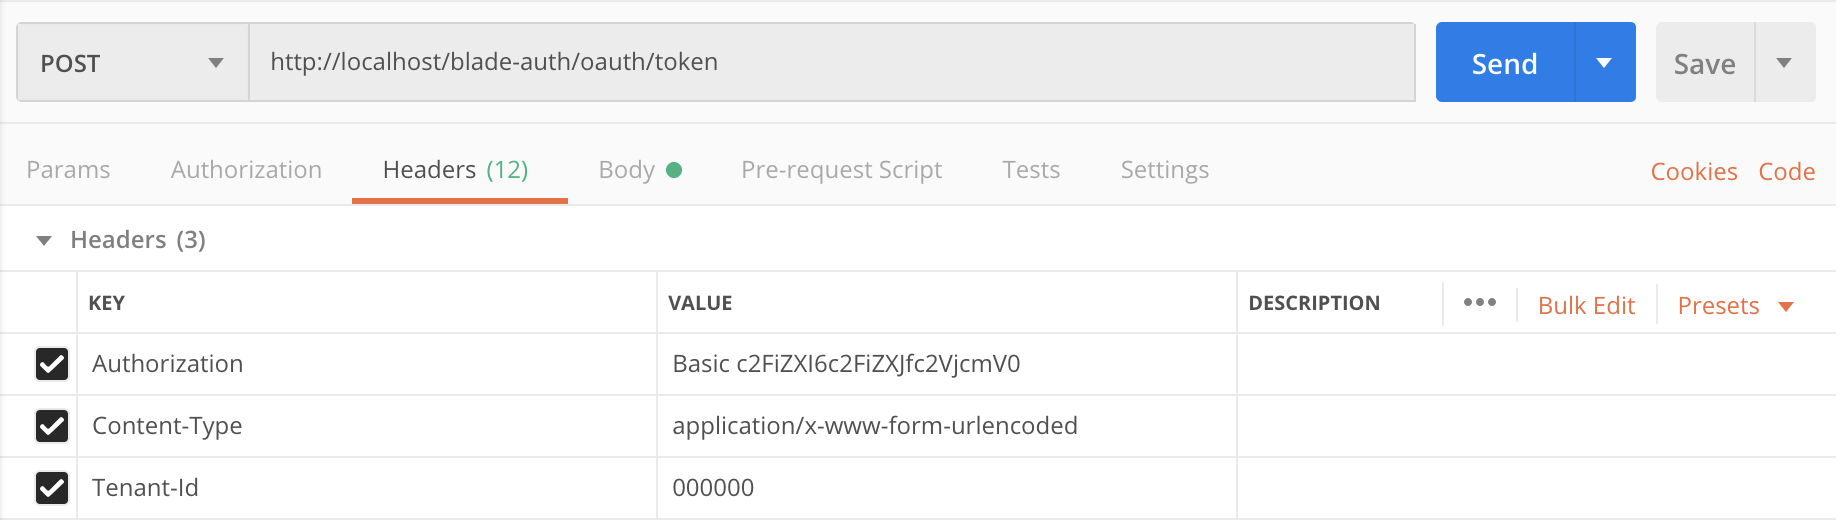 POST http://localhost/blade-auth/oauth/token Send Save
Params Authorization Headers (12) Body Pre-request Script Tests Settings Cookies Code
Headers (3)
KEY VALUE DESCRIPTION ••• Bulk Edit Presets
Authorization Basic c2FiZXI6c2FiZXJfc2VjcmV0
Content-Type application/x-www-form-urlencoded
Tenant-Id 000000